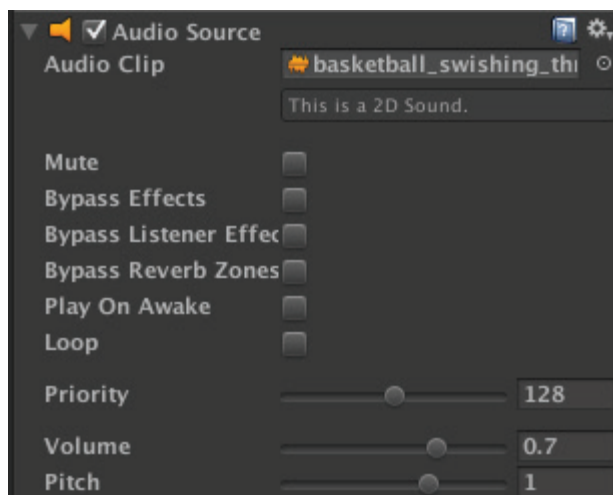 Audio Source
Audio Clip basketball_swishing_thr
This is a 2D Sound.
Mute
Bypass Effects
Bypass Listener Effec
Bypass Reverb Zones
Play On Awake
Loop
Priority 128
Volume 0.7
Pitch 1